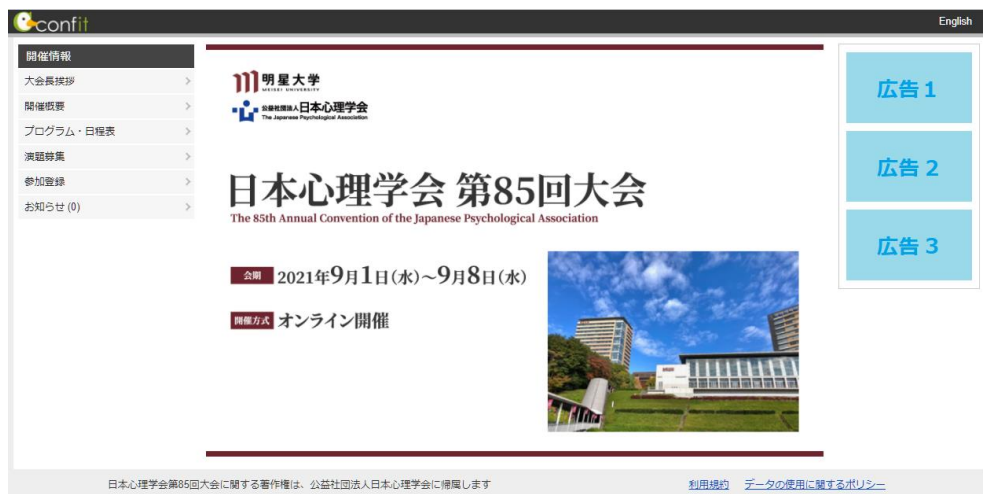 confit
English
開催情報
大会長挨拶
開催概要
プログラム・日程表
演題募集
参加登録
お知らせ (0)
明星大学
MEISEI UNIVERSITY
公益社団法人日本心理学会
The Japanese Psychological Association
日本心理学会 第85回大会
The 85th Annual Convention of the Japanese Psychological Association
会期 2021年9月1日(水)～9月8日(水)
開催方式 オンライン開催
広告 1
広告 2
広告 3
日本心理学会第85回大会に関する著作権は、公益社団法人日本心理学会に帰属します
利用規約 データの使用に関するポリシー